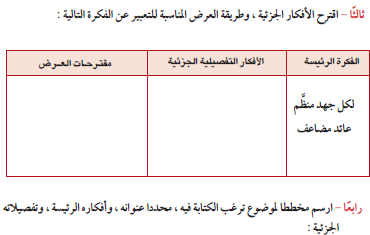 ثالثًا – اقترح الأفكار الجزئية ، وطريقة العرض المناسبة للتعبير عن الفكرة التالية :
الفكرة الرئيسة
الأفكار التفصيلية الجزئية
مقترحات العرض
لكل جهد منظَّم
عائد مضاعف
رابعًا – ارسم مخططا لموضوع ترغب الكتابة فيه ، محددا عنوانه ، وأفكاره الرئيسة ، وتفصيلاته
الجزئية :